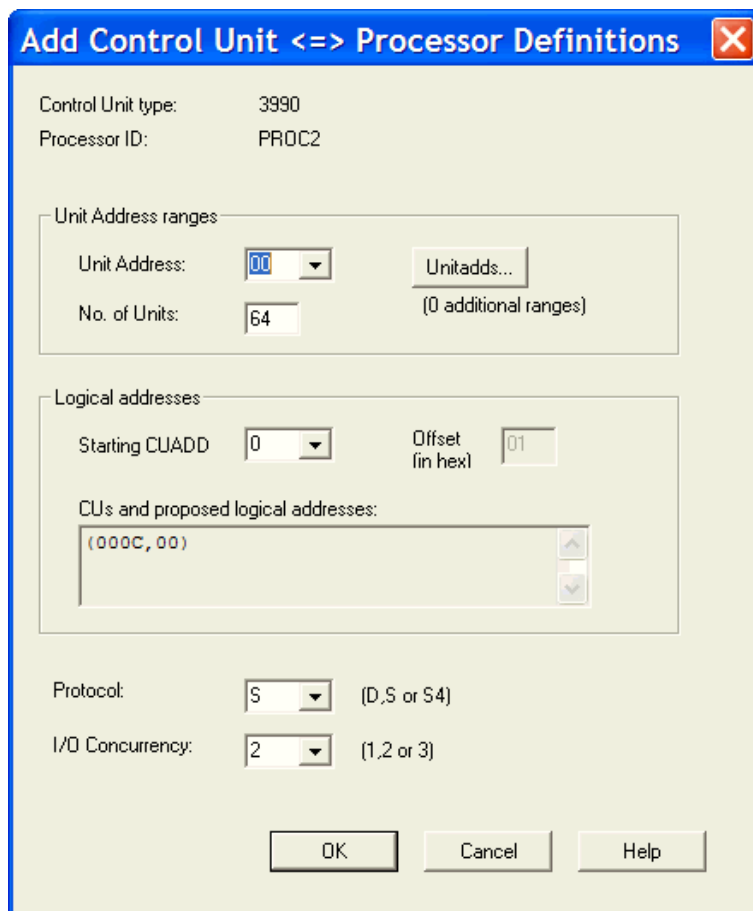 Add Control Unit <=> Processor Definitions
Control Unit type: 3990
Processor ID: PROC2
Unit Address ranges
Unit Address: 00 Unitadds...
No. of Units: 64 (0 additional ranges)
Logical addresses
Starting CUADD 0 Offset (in hex) 01
CUs and proposed logical addresses:
(000C,00)
Protocol: S (D,S or S4)
I/O Concurrency: 2 (1,2 or 3)
OK Cancel Help